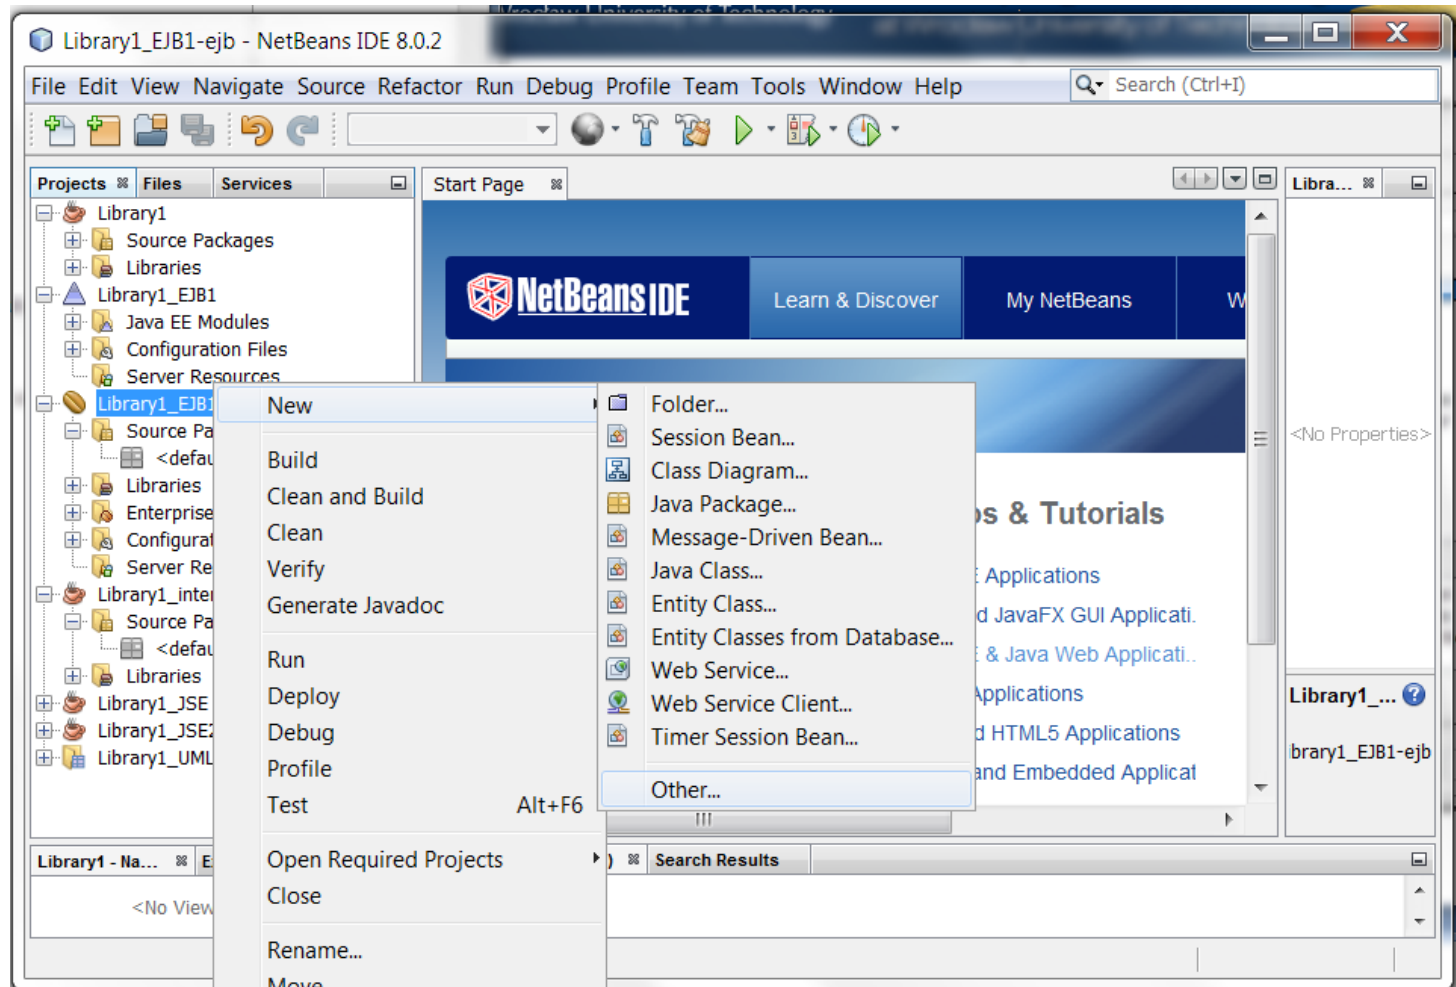 Wrocław University of Technology
Library1_EJB1-ejb - NetBeans IDE 8.0.2
File Edit View Navigate Source Refactor Run Debug Profile Team Tools Window Help
Search (Ctrl+I)
Projects Files Services
Start Page
Libra...
Library1
Source Packages
Libraries
Library1_EJB1
Java EE Modules
Configuration Files
Server Resources
Library1_EJB1
Source Pa
<defau
Libraries
Enterprise
Configurat
Server Re
Library1_inter
Source Pa
<defau
Libraries
Library1_JSE
Library1_JSE2
Library1_UML
NetBeans IDE
Learn & Discover
My NetBeans
W
New
Build
Clean and Build
Clean
Verify
Generate Javadoc
Run
Deploy
Debug
Profile
Test Alt+F6
Open Required Projects
Close
Rename...
Move
Folder...
Session Bean...
Class Diagram...
Java Package...
Message-Driven Bean...
Java Class...
Entity Class...
Entity Classes from Database...
Web Service...
Web Service Client...
Timer Session Bean...
Other...
os & Tutorials
E Applications
d JavaFX GUI Applicati.
E & Java Web Applicati..
Applications
d HTML5 Applications
and Embedded Applicat
<No Properties>
Library1_...
ibrary1_EJB1-ejb
Library1 - Na... E
) Search Results
<No View